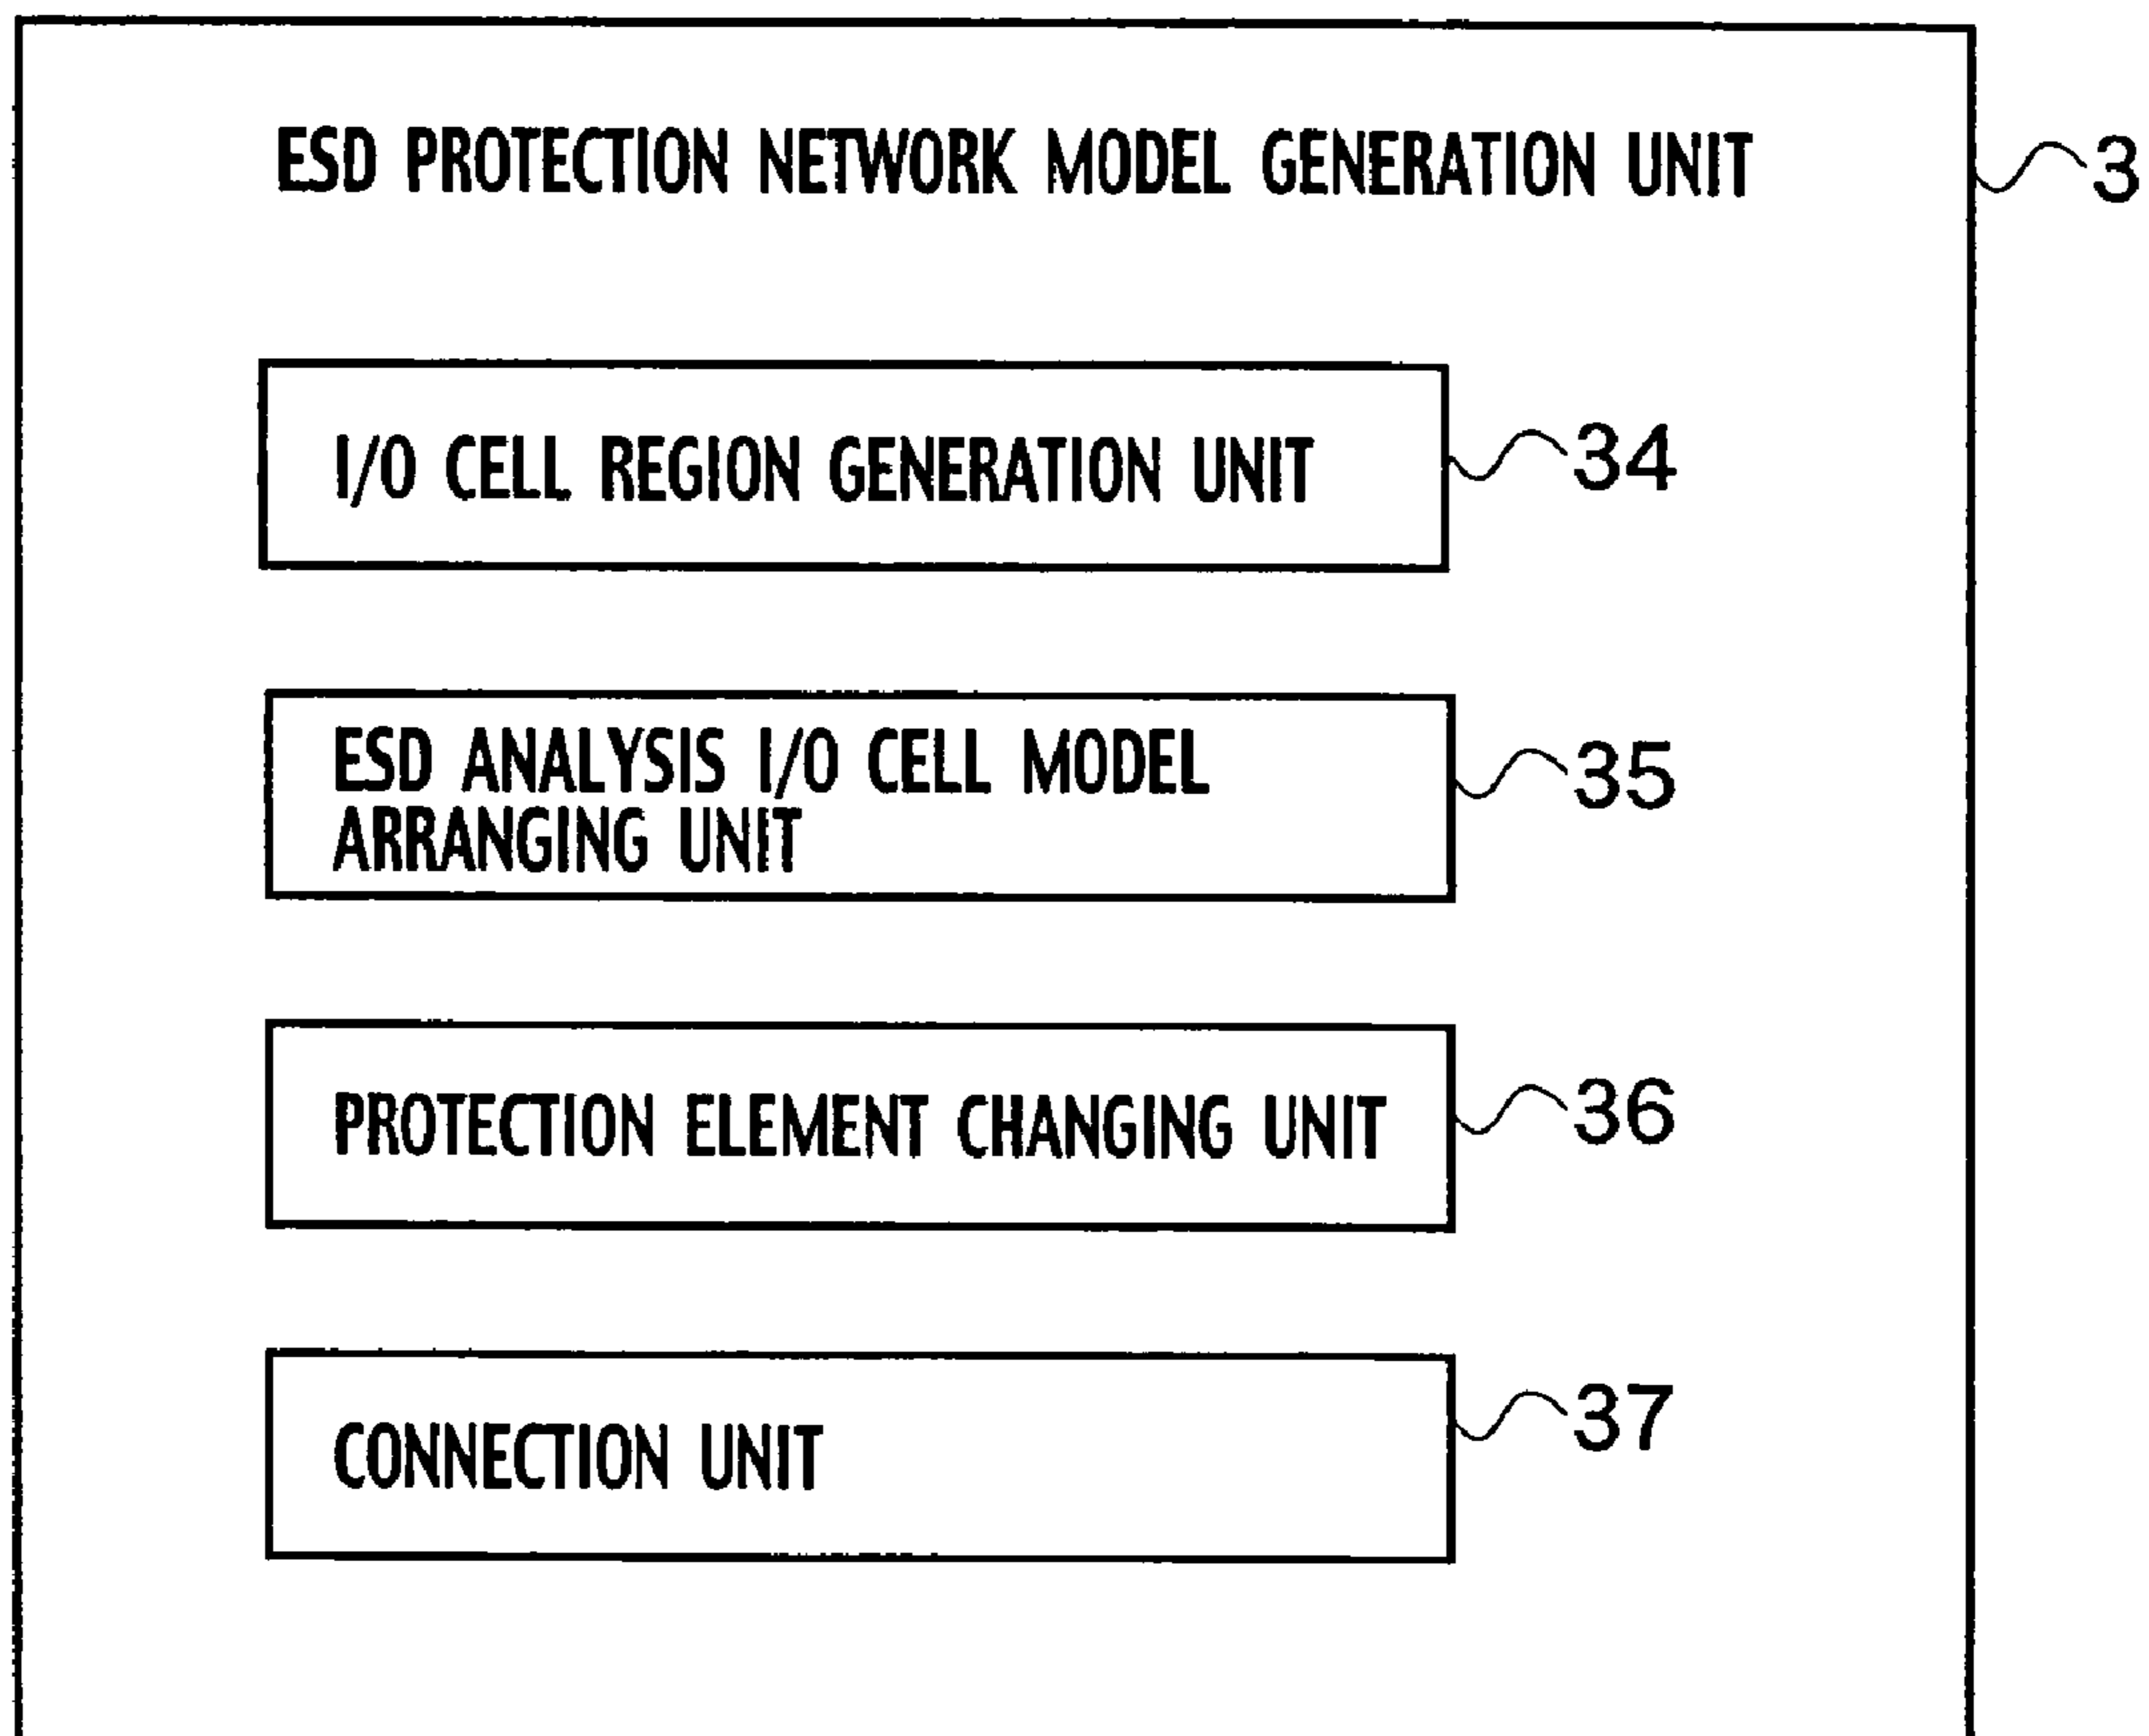 ESD PROTECTION NETWORK MODEL GENERATION UNIT
3
I/O CELL REGION GENERATION UNIT
34
ESD ANALYSIS I/O CELL MODEL
ARRANGING UNIT
35
PROTECTION ELEMENT CHANGING UNIT
36
CONNECTION UNIT
37